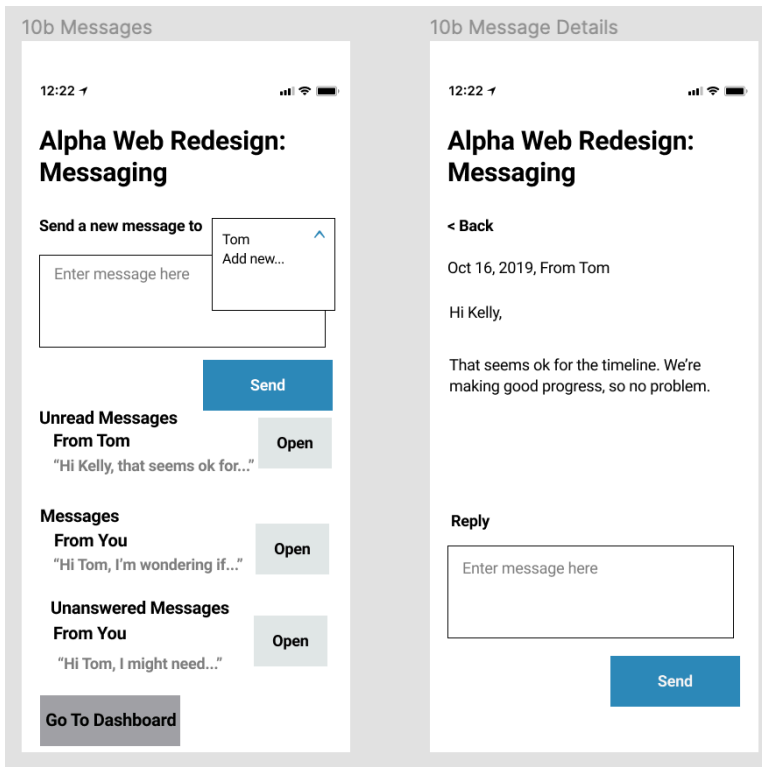 10b Messages
12:22
Alpha Web Redesign:
Messaging
Send a new message to
Tom
Add new...
Enter message here
Send
Unread Messages
From Tom
“Hi Kelly, that seems ok for...”
Open
Messages
From You
“Hi Tom, I’m wondering if...”
Open
Unanswered Messages
From You
“Hi Tom, I might need...”
Open
Go To Dashboard
10b Message Details
12:22
Alpha Web Redesign:
Messaging
< Back
Oct 16, 2019, From Tom
Hi Kelly,
That seems ok for the timeline. We’re
making good progress, so no problem.
Reply
Enter message here
Send